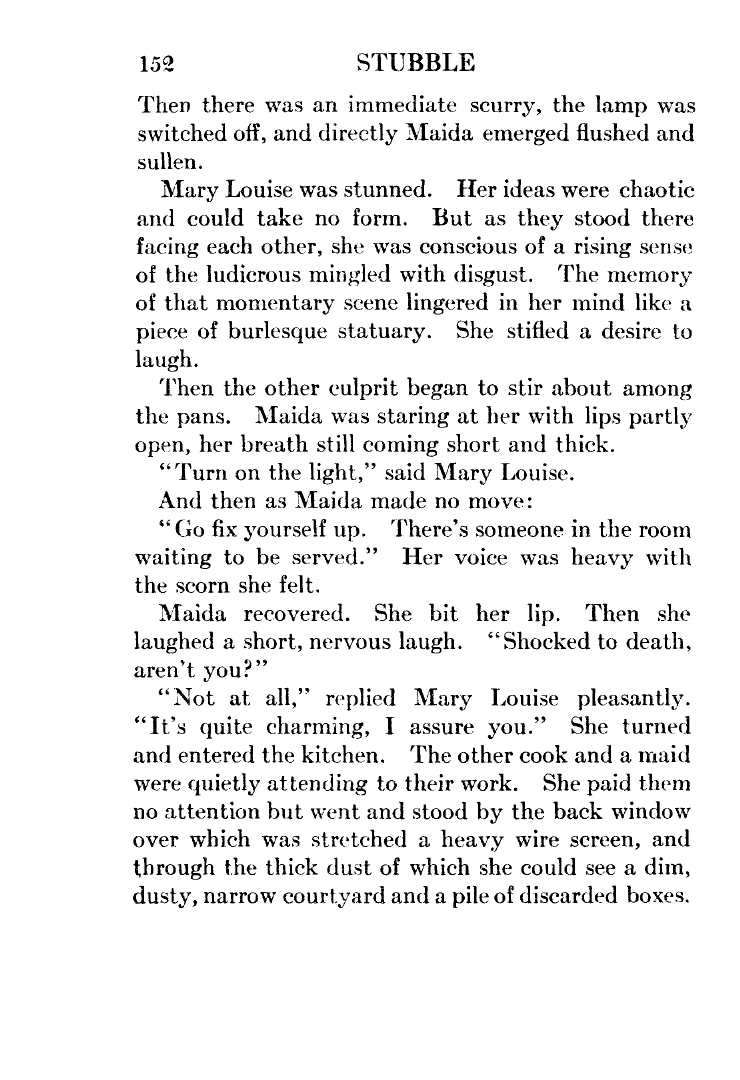 152 STUBBLE
Then there was an immediate scurry, the lamp was
switched off, and directly Maida emerged flushed and
sullen.
Mary Louise was stunned. Her ideas were chaotic
and could take no form. But as they stood there
facing each other, she was conscious of a rising sense
of the ludicrous mingled with disgust. The memory
of that momentary scene lingered in her mind like a
piece of burlesque statuary. She stifled a desire to
laugh.
Then the other culprit began to stir about among
the pans. Maida was staring at her with lips partly
open, her breath still coming short and thick.
“Turn on the light,” said Mary Louise.
And then as Maida made no move:
“Go fix yourself up. There's someone in the room
waiting to be served.” Her voice was heavy with
the scorn she felt.
Maida recovered. She bit her lip. Then she
laughed a short, nervous laugh. “Shocked to death,
aren't you?”
“Not at all,” replied Mary Louise pleasantly.
“It's quite charming, I assure you.” She turned
and entered the kitchen. The other cook and a maid
were quietly attending to their work. She paid them
no attention but went and stood by the back window
over which was stretched a heavy wire screen, and
through the thick dust of which she could see a dim,
dusty, narrow courtyard and a pile of discarded boxes.